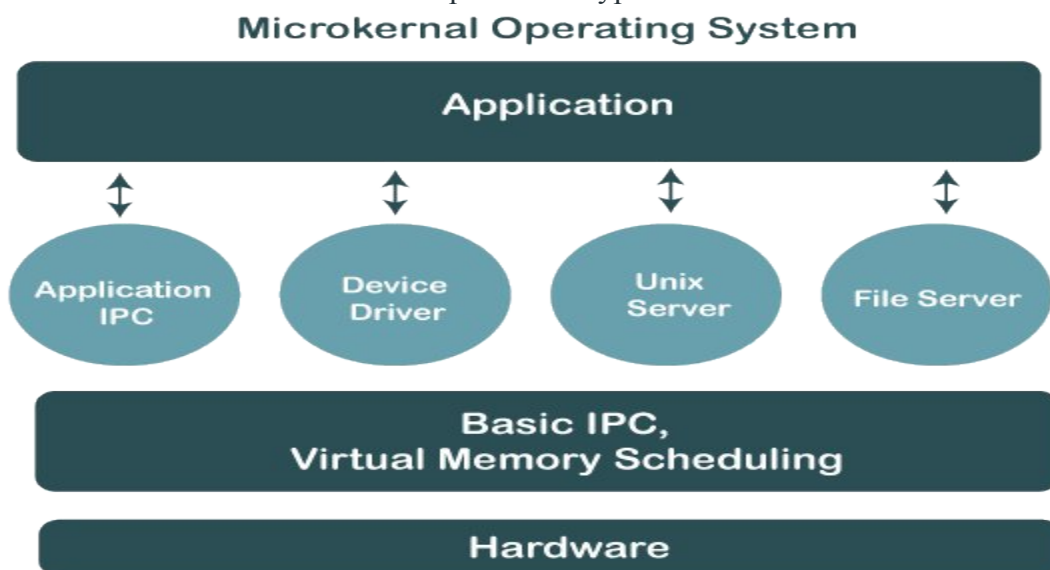 Microkernal Operating System
Application
Application
IPC
Device
Driver
Unix
Server
File Server
Basic IPC,
Virtual Memory Scheduling
Hardware